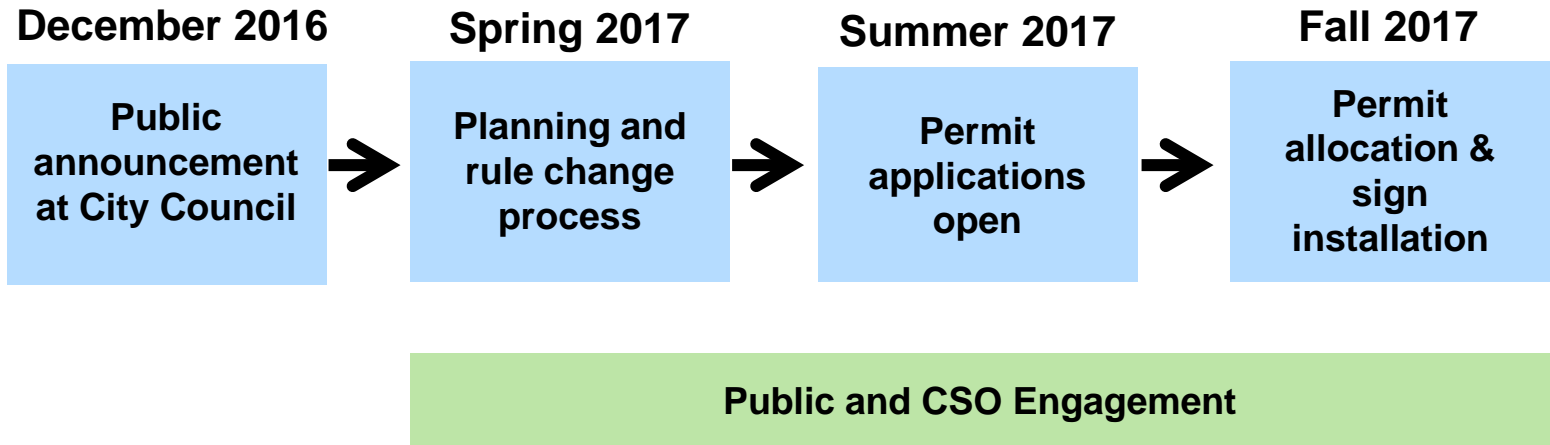 December 2016
Public
announcement
at City Council
Spring 2017
Planning and
rule change
process
Summer 2017
Permit
applications
open
Fall 2017
Permit
allocation &
sign
installation
Public and CSO Engagement